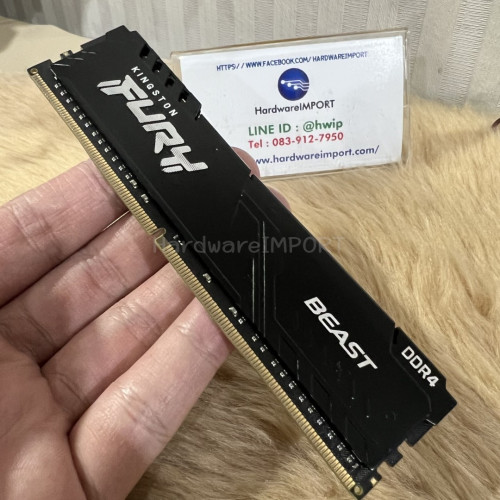 HTTPS://WWW.FACEBOOK.COM/HARDWAREIMPORT
HardwareIMPORT
LINE ID : @hwip
Tel : 083-912-7950
www.Hardwareimport.com/
KINGSTON
FURY
HardwareIMPORT
BEAST
DDR4